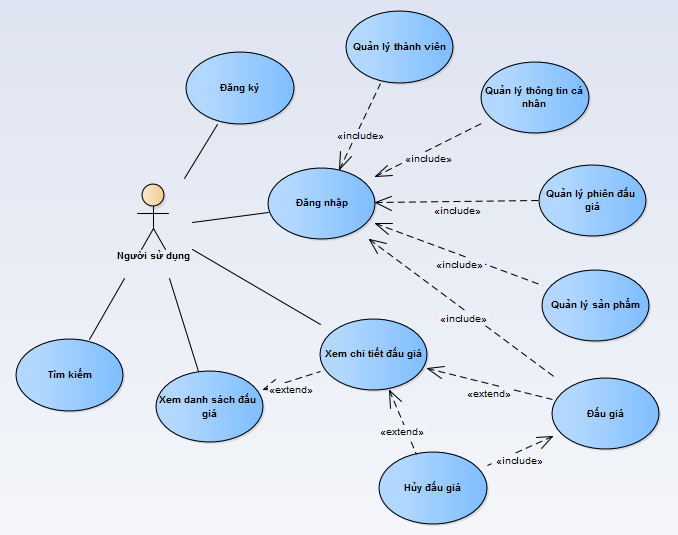 Quản lý thành viên
Đăng ký
Quản lý thông tin cá
nhân
«include»
«include»
Đăng nhập
Quản lý phiên đấu
giá
«include»
Người sử dụng
«include»
Quản lý sản phẩm
«include»
Xem chi tiết đấu giá
Tìm kiếm
«extend»
«extend»
Xem danh sách đấu
giá
Đấu giá
«extend»
«include»
Hủy đấu giá